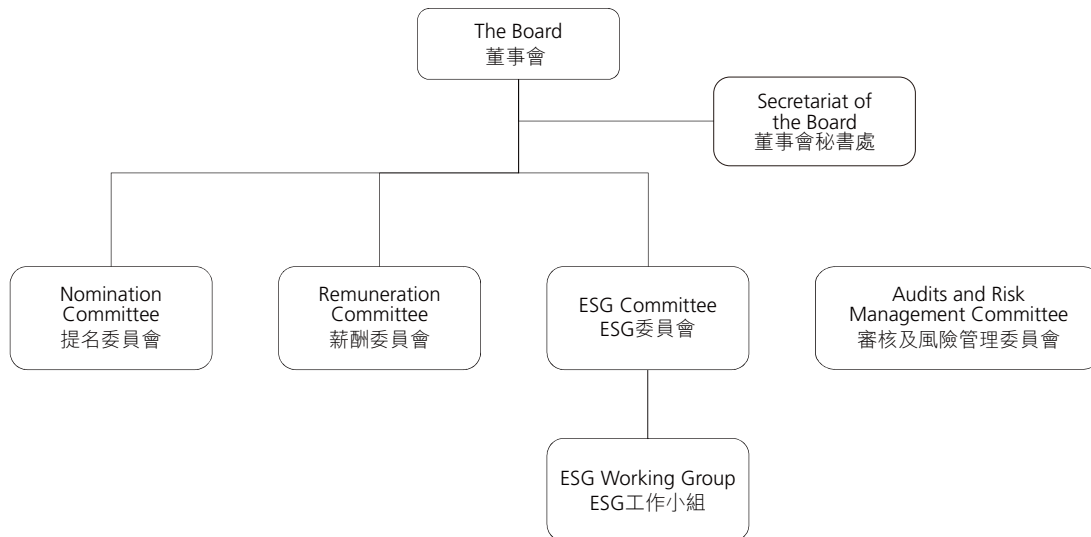 The Board
董事會
Secretariat of
the Board
董事會秘書處
Nomination
Committee
提名委員會
Remuneration
Committee
薪酬委員會
ESG Committee
ESG委員會
Audits and Risk
Management Committee
審核及風險管理委員會
ESG Working Group
ESG工作小組